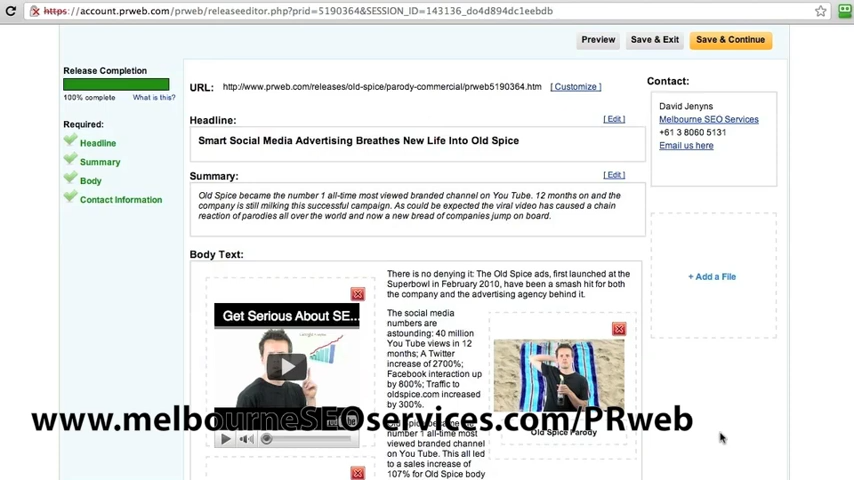 https://account.prweb.com/prweb/releaseeditor.php?prid=5190364&SESSION_ID=143136_do4d894dc1eebdb
Preview
Save & Exit
Save & Continue
Release Completion
100% complete
What is this?
Required:
Headline
Summary
Body
Contact Information
URL: http://www.prweb.com/releases/old-spice/parody-commercial/prweb5190364.htm [ Customize ]
Headline: [ Edit ]
Smart Social Media Advertising Breathes New Life Into Old Spice
Summary: [ Edit ]
Old Spice became the number 1 all-time most viewed branded channel on You Tube. 12 months on and the
company is still milking this successful campaign. As could be expected the viral video has caused a chain
reaction of parodies all over the world and now a new bread of companies jump on board.
Body Text:
Get Serious About SE...
There is no denying it: The Old Spice ads, first launched at the
Superbowl in February 2010, have been a smash hit for both
the company and the advertising agency behind it.
The social media
numbers are
astounding: 40 million
You Tube views in 12
months; A Twitter
increase of 2700%;
Facebook interaction up
by 800%; Traffic to
oldspice.com increased
by 300%.
number 1 all-time most
viewed branded channel
on You Tube. This all led
to a sales increase of
107% for Old Spice body
Old Spice Parody
Contact:
David Jenyns
Melbourne SEO Services
+61 3 8060 5131
Email us here
+ Add a File
www.melbourneSEOservices.com/PRweb